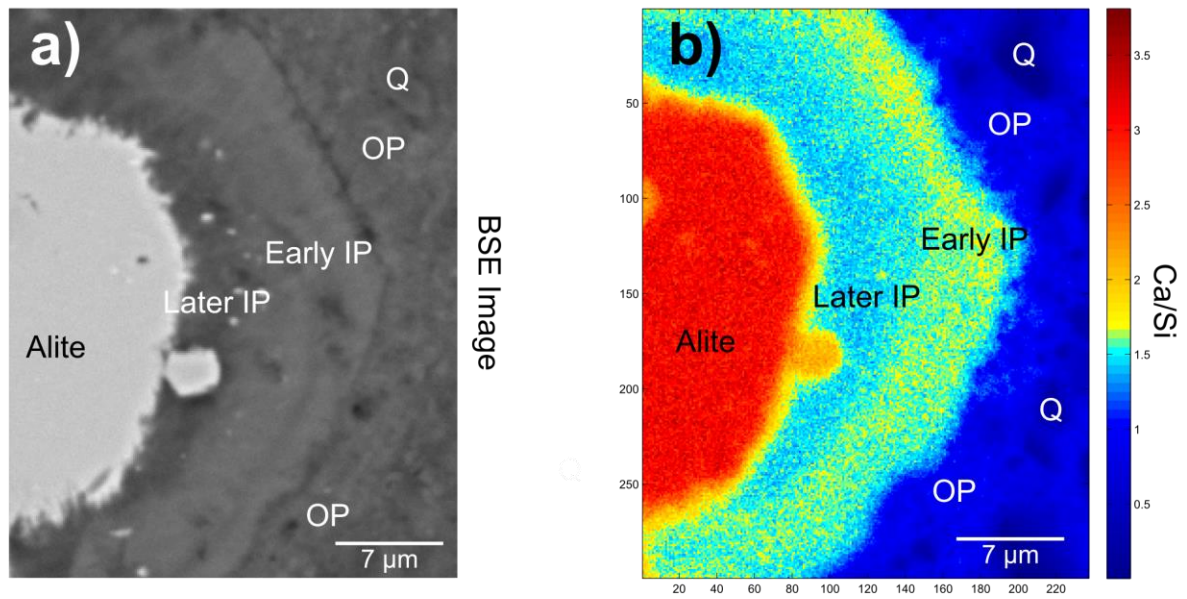 a)
Q
OP
Early IP
Later IP
Alite
OP
7 µm
BSE Image
b)
Q
OP
Early IP
Later IP
Alite
Q
OP
7 µm
50
100
150
200
250
20 40 60 80 100 120 140 160 180 200 220
3.5
3
2.5
2
1.5
1
0.5
Ca/Si
Q